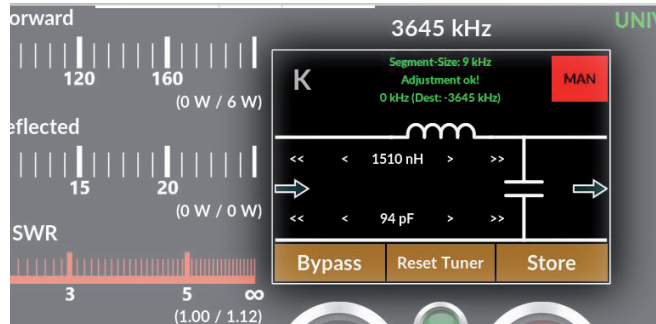 orward
120 160
(0 W / 6 W)
eflected
15 20
(0 W / 0 W)
SWR
3 5 ∞
(1.00 / 1.12)
3645 kHz
UNIV
K
Segment-Size: 9 kHz
Adjustment ok!
0 kHz (Dest: -3645 kHz)
MAN
<< < 1510 nH > >>
<< < 94 pF > >>
Bypass Reset Tuner Store